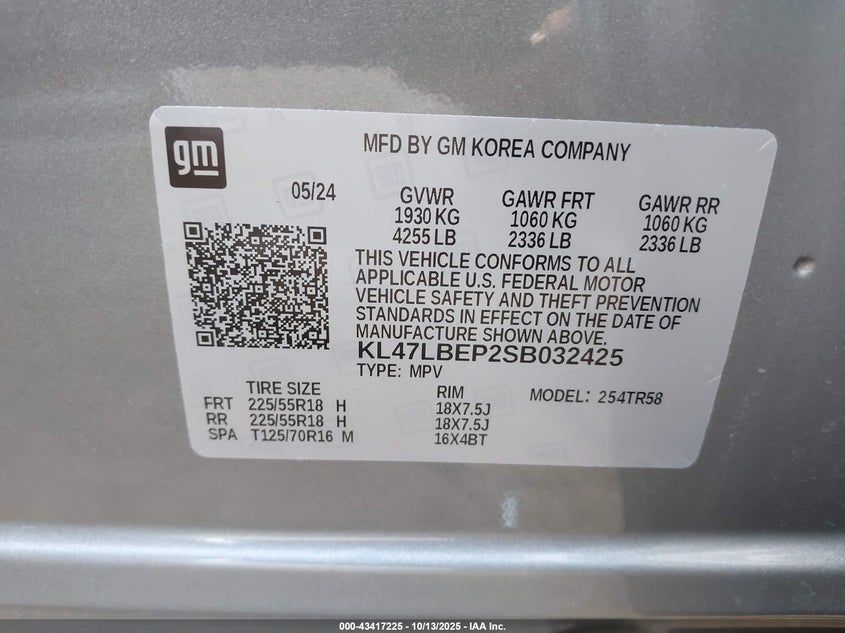 gm
MFD BY GM KOREA COMPANY
05/24
GVWR GAWR FRT GAWR RR
1930 KG 1060 KG 1060 KG
4255 LB 2336 LB 2336 LB
THIS VEHICLE CONFORMS TO ALL
APPLICABLE U.S. FEDERAL MOTOR
VEHICLE SAFETY AND THEFT PREVENTION
STANDARDS IN EFFECT ON THE DATE OF
MANUFACTURE SHOWN ABOVE.
KL47LBEP2SB032425
TYPE: MPV
TIRE SIZE RIM MODEL: 254TR58
FRT 225/55R18 H 18X7.5J
RR 225/55R18 H 18X7.5J
SPA T125/70R16 M 16X4BT
000-43417225 - 10/13/2025 - IAA Inc.